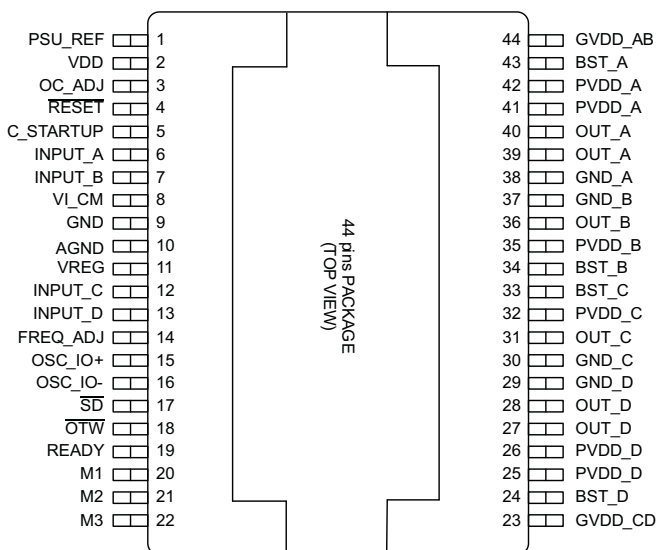 PSU_REF 1 44 GVDD_AB
VDD 2 43 BST_A
OC_ADJ 3 42 PVDD_A
RESET 4 41 PVDD_A
C_STARTUP 5 40 OUT_A
INPUT_A 6 39 OUT_A
INPUT_B 7 38 GND_A
VI_CM 8 37 GND_B
GND 9 36 OUT_B
AGND 10 35 PVDD_B
VREG 11 34 BST_B
INPUT_C 12 33 BST_C
INPUT_D 13 32 PVDD_C
FREQ_ADJ 14 31 OUT_C
OSC_IO+ 15 30 GND_C
OSC_IO- 16 29 GND_D
SD 17 28 OUT_D
OTW 18 27 OUT_D
READY 19 26 PVDD_D
M1 20 25 PVDD_D
M2 21 24 BST_D
M3 22 23 GVDD_CD
44 pins PACKAGE
(TOP VIEW)